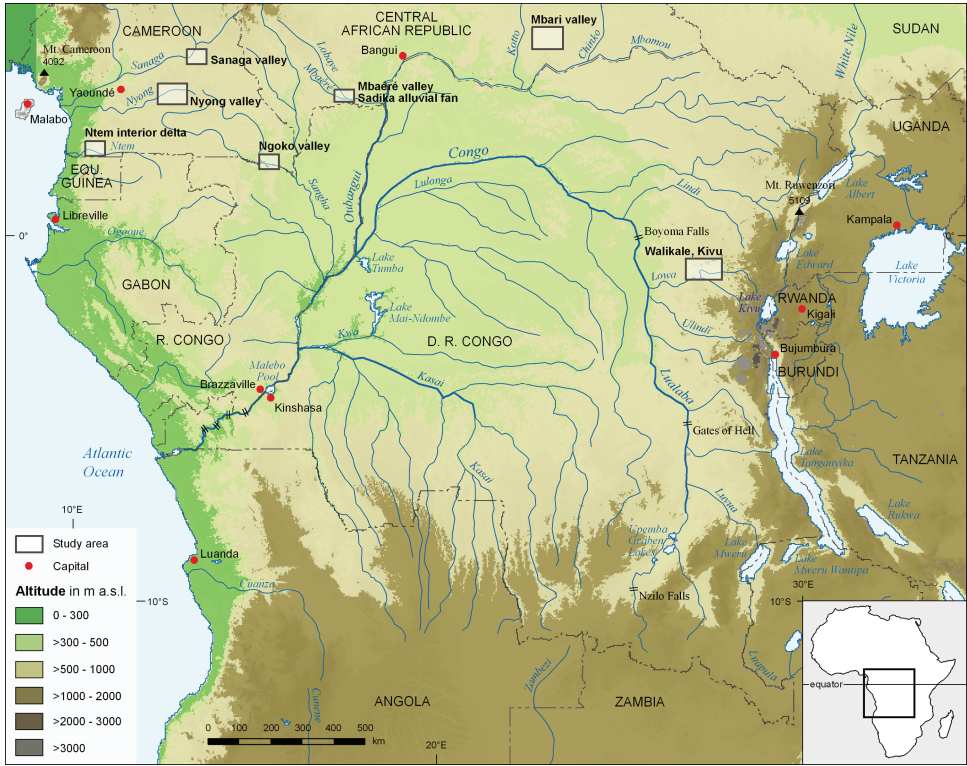 CENTRAL
AFRICAN REPUBLIC
Mbari valley
SUDAN
CAMEROON
Mt. Cameroon
4092
Sanaga
Sanaga valley
Lobaye
Bangui
Kotto
Chinko
Mbomou
White Nile
Yaoundé
Nyong
Nyong valley
Mbaéré
Mbaéré valley
Sadika alluvial fan
Malabo
Ntem interior delta
Ntem
Ngoko valley
UGANDA
EQU.
GUINEA
Sangha
Oubangui
Congo
Lulonga
Lindi
Mt. Ruwenzori
5109
Lake
Albert
Libreville
Ogooué
Kampala
0°
0°
Boyoma Falls
Walikale, Kivu
Lowa
Lake
Tumba
Lake
Edward
Lake
Victoria
GABON
Lake
Mai-Ndombe
Lake
Kivu
RWANDA
Kigali
R. CONGO
Kwa
D. R. CONGO
Ulindi
Bujumbura
BURUNDI
Malebo
Pool
Brazzaville
Kinshasa
Kasai
Lualaba
Gates of Hell
Atlantic
Ocean
Lake
Tanganyika
TANZANIA
Kasai
Luvua
Lake
Rukwa
10°E
Upemba
Graben
Lakes
Lake
Mweru
Lake
Mweru Wantipa
Study area
Capital
Luanda
Cuanza
Nzilo Falls
30°E
10°S
10°S
Altitude in m a.s.l.
0 - 300
>300 - 500
>500 - 1000
>1000 - 2000
>2000 - 3000
>3000
Cunene
ANGOLA
Zambezi
ZAMBIA
Luapula
equator
0 100 200 300 400 500
km
20°E